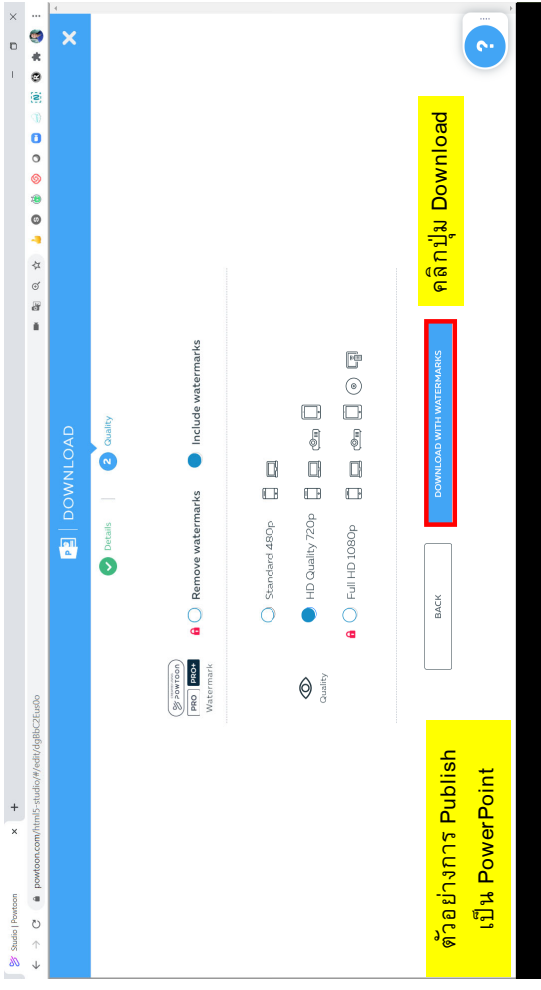 Studio | Powtoon
powtoon.com/html5-studio/#/edit/dgBbC2Eus0o
DOWNLOAD
Details
2 Quality
POWTOON
PRO PRO+
Watermark
Remove watermarks
Include watermarks
Quality
Standard 480p
HD Quality 720p
Full HD 1080p
BACK
DOWNLOAD WITH WATERMARKS
คลิกปุ่ม Download
ตัวอย่างการ Publish
เป็น PowerPoint
?